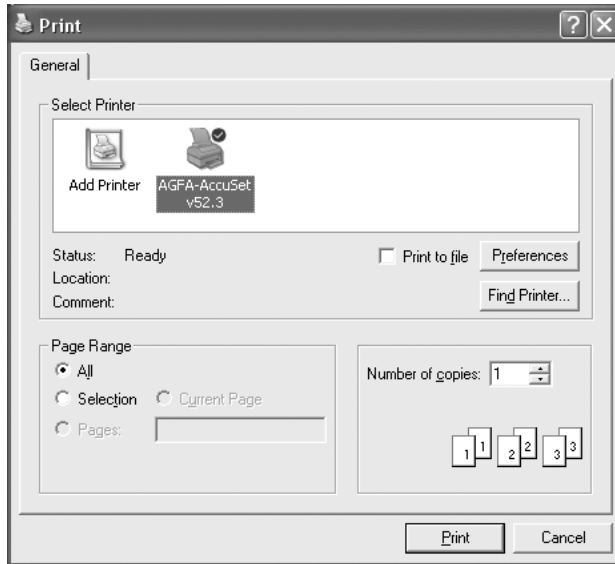 Print
General
Select Printer
Add Printer
AGFA-AccuSet
v52.3
Status: Ready
Location:
Comment:
Print to file
Preferences
Find Printer...
Page Range
All
Selection
Current Page
Pages:
Number of copies: 1
1 1 2 2 3 3
Print
Cancel